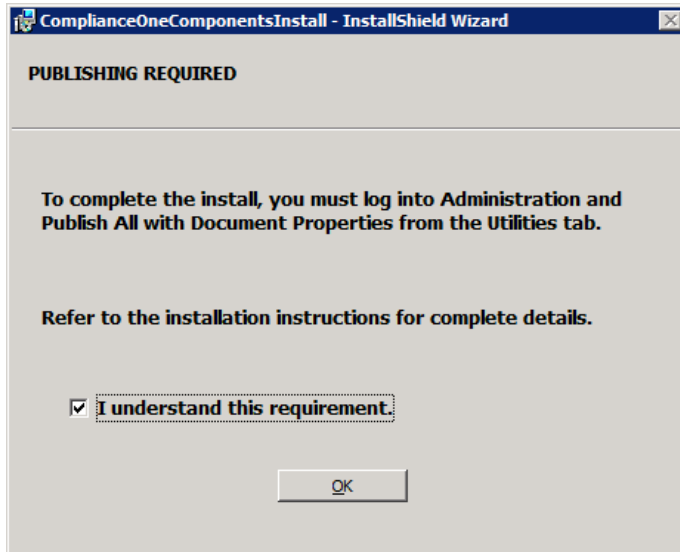 ComplianceOneComponentsInstall - InstallShield Wizard
PUBLISHING REQUIRED
To complete the install, you must log into Administration and
Publish All with Document Properties from the Utilities tab.
Refer to the installation instructions for complete details.
I understand this requirement.
OK